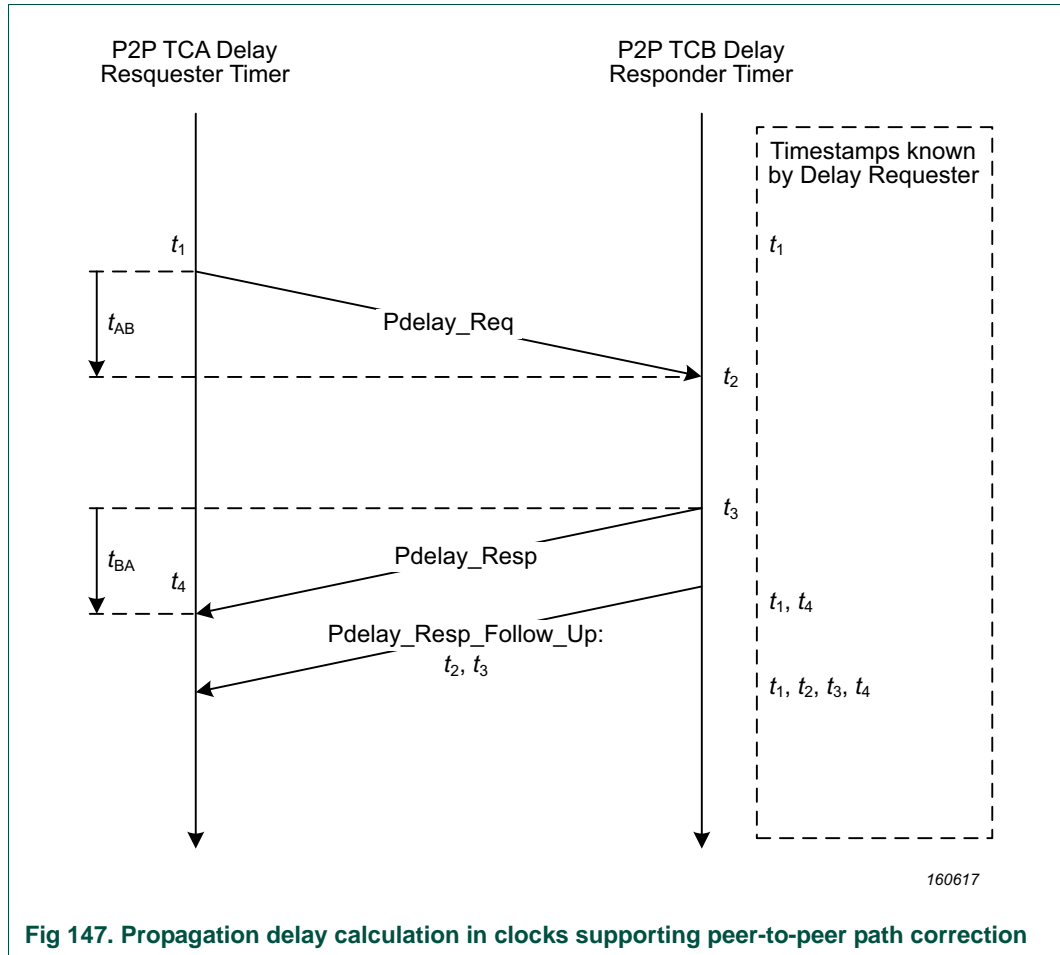 P2P TCA Delay
Resquester Timer
P2P TCB Delay
Responder Timer
Timestamps known
by Delay Requester
t1
t1
tAB
Pdelay_Req
t2
t3
tBA
Pdelay_Resp
t4
t1, t4
Pdelay_Resp_Follow_Up:
t2, t3
t1, t2, t3, t4
160617
Fig 147. Propagation delay calculation in clocks supporting peer-to-peer path correction